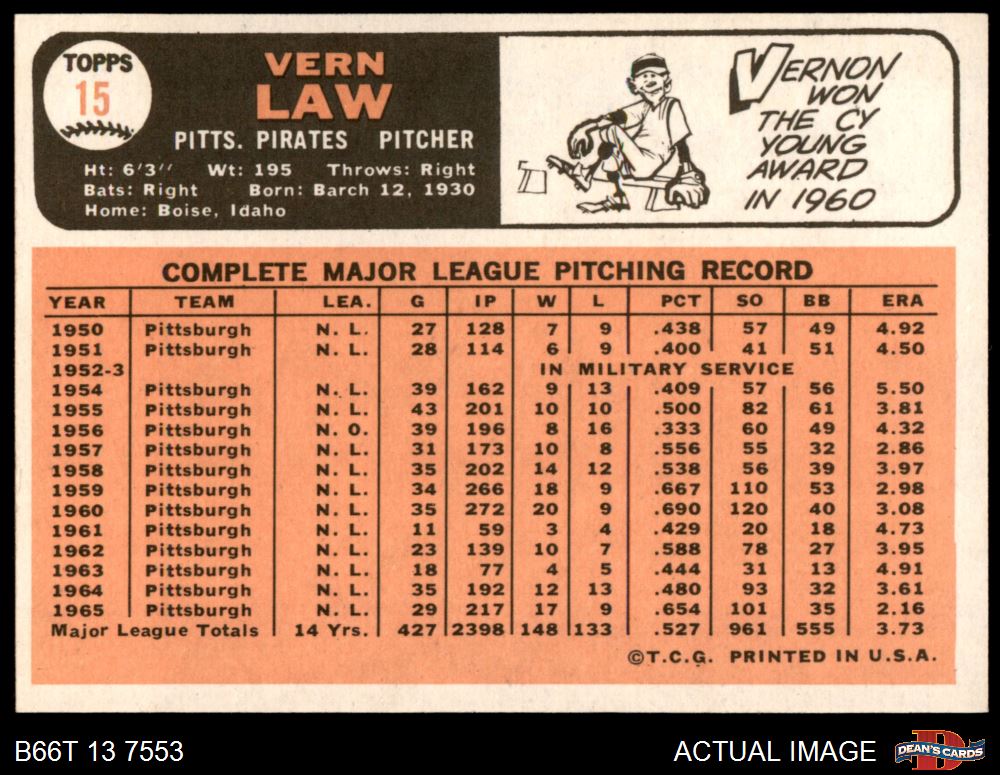 TOPPS
15
VERN
LAW
PITTS. PIRATES PITCHER
Ht: 6'3" Wt: 195 Throws: Right
Bats: Right Born: Barch 12, 1930
Home: Boise, Idaho
VERNON
WON
THE CY
YOUNG
AWARD
IN 1960
COMPLETE MAJOR LEAGUE PITCHING RECORD
YEAR TEAM LEA. G IP W L PCT SO BB ERA
1950 Pittsburgh N. L. 27 128 7 9 .438 57 49 4.92
1951 Pittsburgh N. L. 28 114 6 9 .400 41 51 4.50
1952-3 IN MILITARY SERVICE
1954 Pittsburgh N. L. 39 162 9 13 .409 57 56 5.50
1955 Pittsburgh N. L. 43 201 10 10 .500 82 61 3.81
1956 Pittsburgh N. O. 39 196 8 16 .333 60 49 4.32
1957 Pittsburgh N. L. 31 173 10 8 .556 55 32 2.86
1958 Pittsburgh N. L. 35 202 14 12 .538 56 39 3.97
1959 Pittsburgh N. L. 34 266 18 9 .667 110 53 2.98
1960 Pittsburgh N. L. 35 272 20 9 .690 120 40 3.08
1961 Pittsburgh N. L. 11 59 3 4 .429 20 18 4.73
1962 Pittsburgh N. L. 23 139 10 7 .588 78 27 3.95
1963 Pittsburgh N. L. 18 77 4 5 .444 31 13 4.91
1964 Pittsburgh N. L. 35 192 12 13 .480 93 32 3.61
1965 Pittsburgh N. L. 29 217 17 9 .654 101 35 2.16
Major League Totals 14 Yrs. 427 2398 148 133 .527 961 555 3.73
©T.C.G. PRINTED IN U.S.A.
B66T 13 7553
ACTUAL IMAGE
D
DEAN'S CARDS